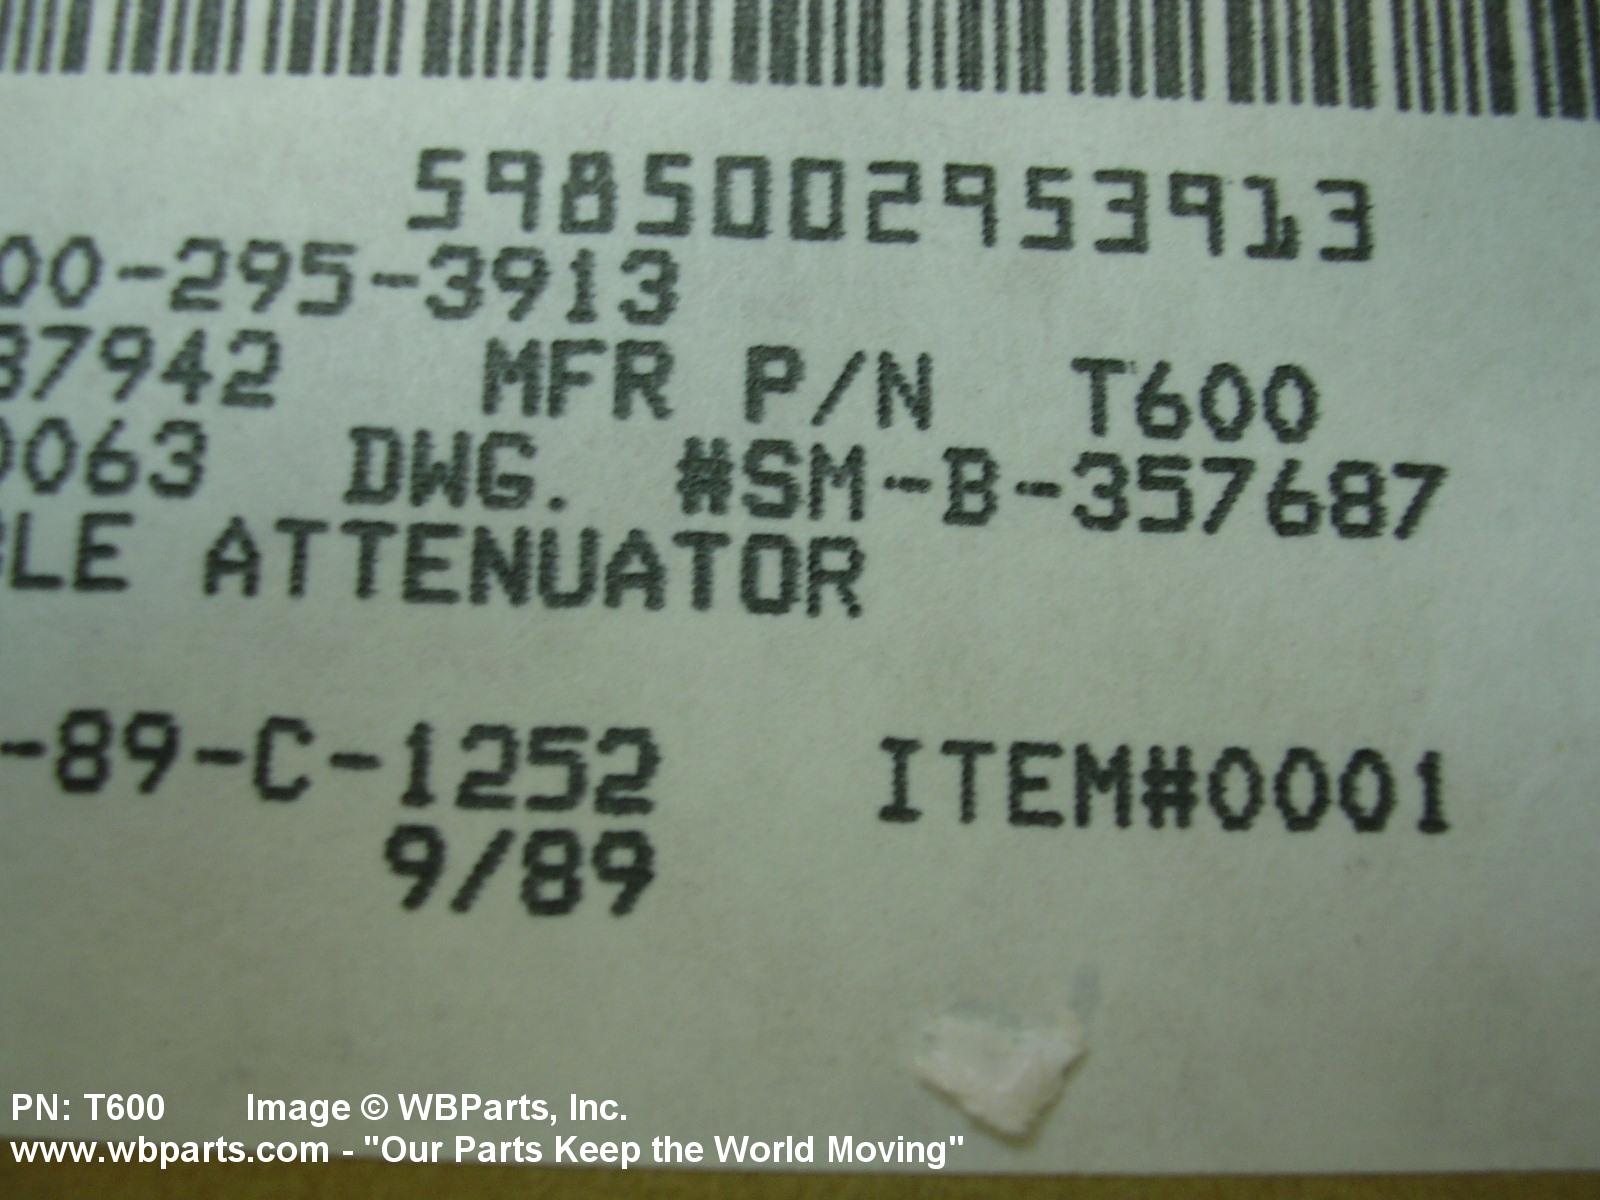 5985002953913
00-295-3913
87942 MFR P/N T600
0063 DWG. #SM-B-357687
BLE ATTENUATOR
-89-C-1252 ITEM#0001
9/89
PN: T600 Image © WBParts, Inc.
www.wbparts.com - "Our Parts Keep the World Moving"